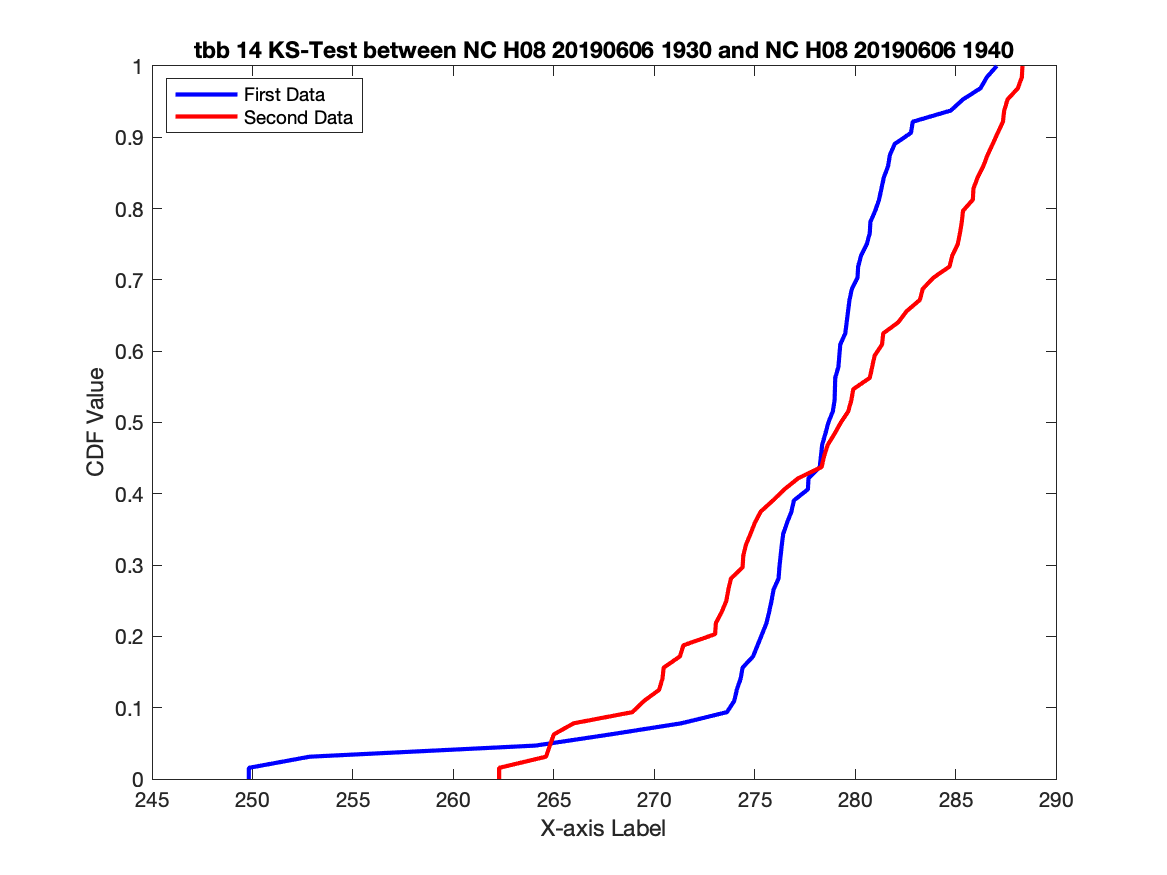 tbb 14 KS-Test between NC H08 20190606 1930 and NC H08 20190606 1940
First Data
Second Data
1
0.9
0.8
0.7
0.6
0.5
0.4
0.3
0.2
0.1
0
CDF Value
245 250 255 260 265 270 275 280 285 290
X-axis Label